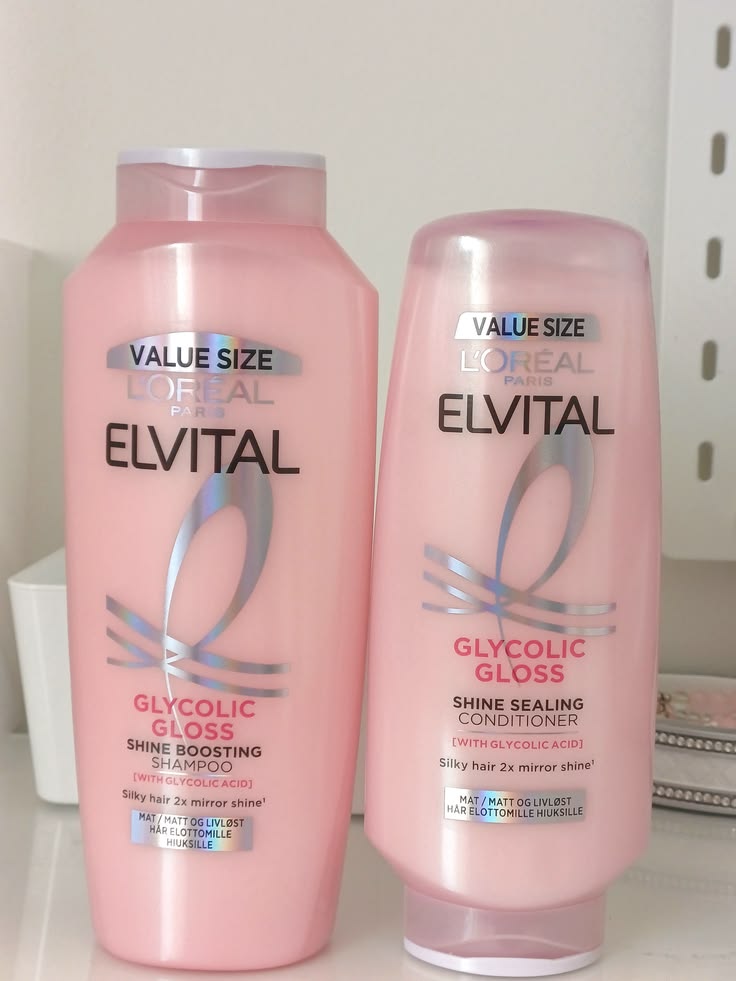 VALUE SIZE
L'ORÉAL
PARIS
ELVITAL
GLYCOLIC
GLOSS
SHINE BOOSTING
SHAMPOO
[WITH GLYCOLIC ACID]
Silky hair 2x mirror shine¹
MAT / MATT OG LIVLØST
HÅR ELOTTOMILLE
HIUKSILLE
VALUE SIZE
L'ORÉAL
PARIS
ELVITAL
GLYCOLIC
GLOSS
SHINE SEALING
CONDITIONER
[WITH GLYCOLIC ACID]
Silky hair 2x mirror shine¹
MAT / MATT OG LIVLØST
HÅR ELOTTOMILLE HIUKSILLE